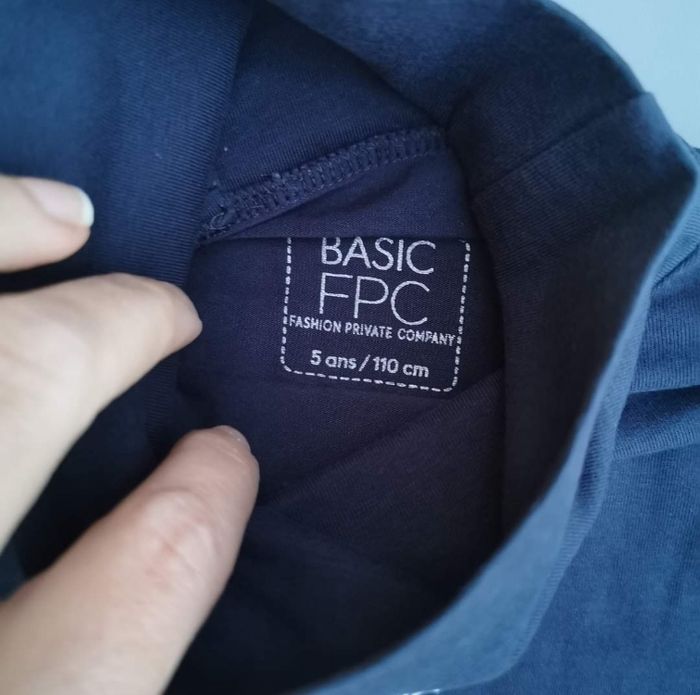 BASIC
FPC
FASHION PRIVATE COMPANY
5 ans / 110 cm